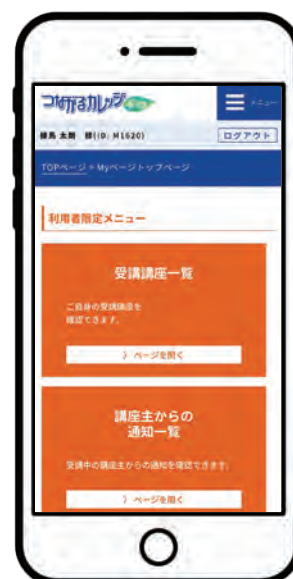 つながるカレッジ
メニュー
練馬 太郎 様(ID: M1620)
ログアウト
TOPページ > Myページトップページ
利用者限定メニュー
受講講座一覧
ご自身の受講講座を
確認できます。
〉 ページを開く
講座主からの
通知一覧
受講中の講座主からの通知を確認できます。
〉 ページを開く